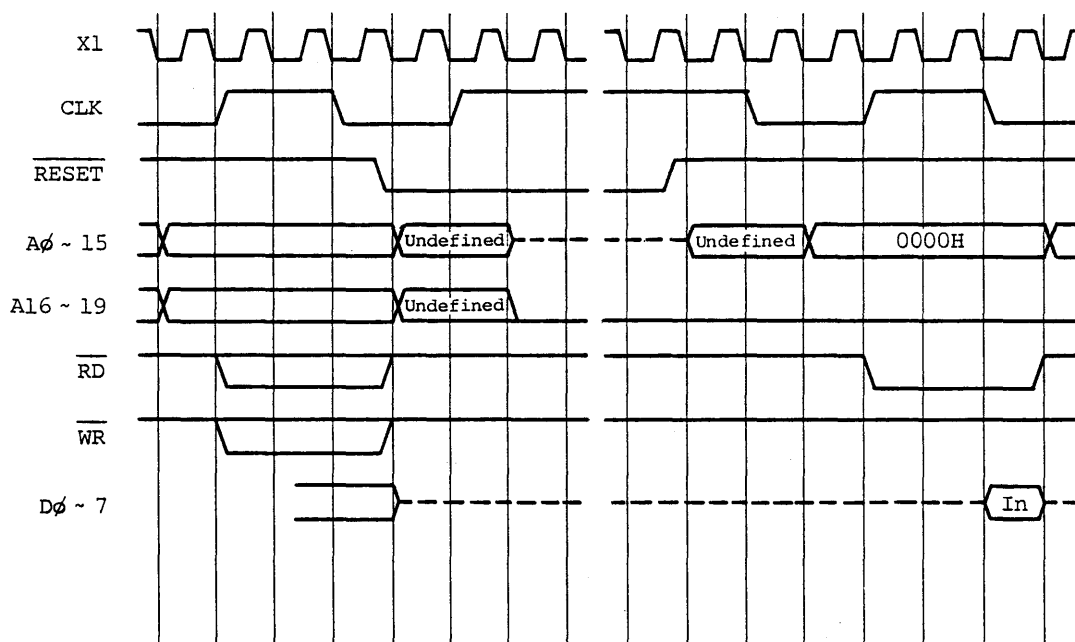 X1
CLK
RESET
Aø ~ 15 Undefined Undefined 0000H
A16 ~ 19 Undefined
RD
WR
Dø ~ 7 In